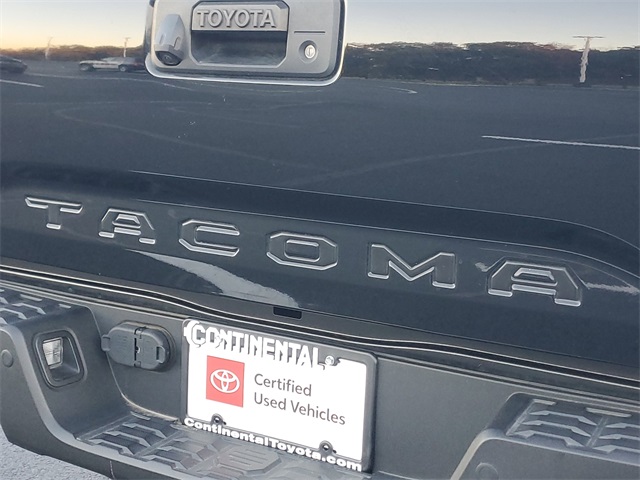 TOYOTA
TACOMA
CONTINENTAL
Certified
Used Vehicles
ContinentalToyota.com